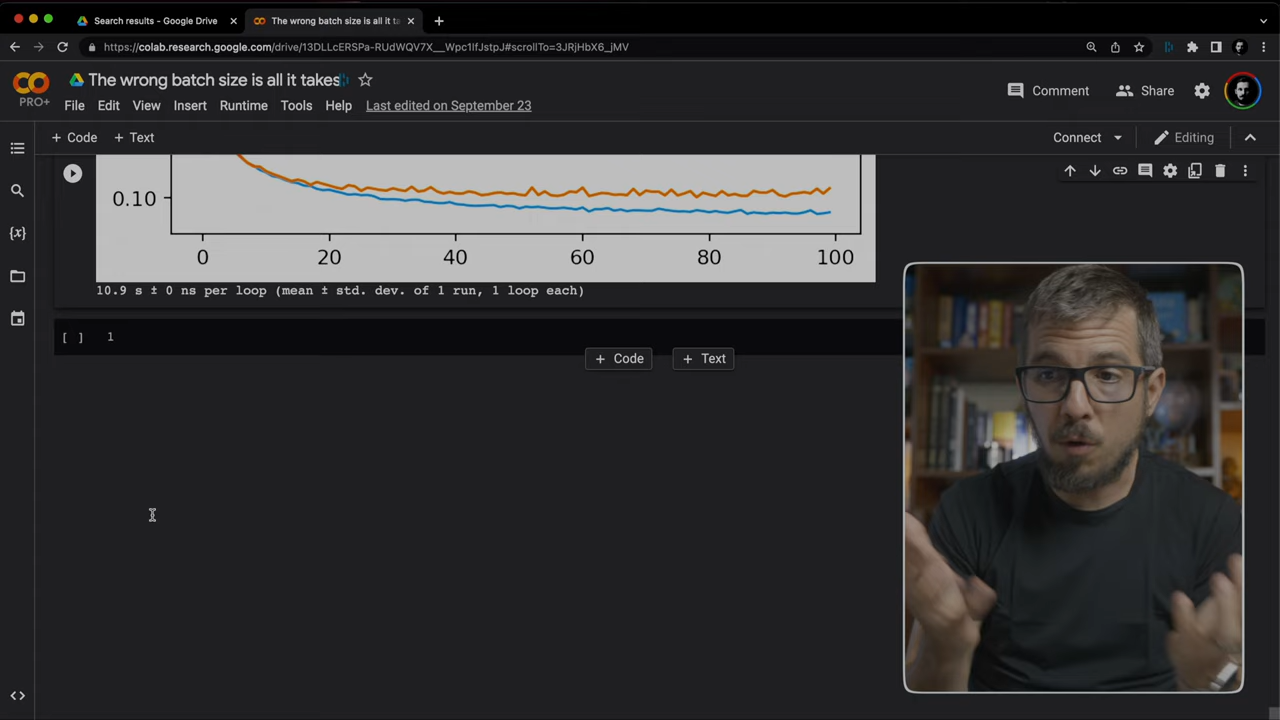 Search results - Google Drive
The wrong batch size is all it ta
https://colab.research.google.com/drive/13DLLcERSPa-RUdWQV7X__Wpc1lfJstpJ#scrollTo=3JRjHbX6_jMV
CO
PRO+
The wrong batch size is all it takes
File Edit View Insert Runtime Tools Help Last edited on September 23
Comment Share
+ Code + Text
Connect Editing
0.10
0 20 40 60 80 100
10.9 s ± 0 ns per loop (mean ± std. dev. of 1 run, 1 loop each)
[ ] 1
+ Code + Text
{x}
<>